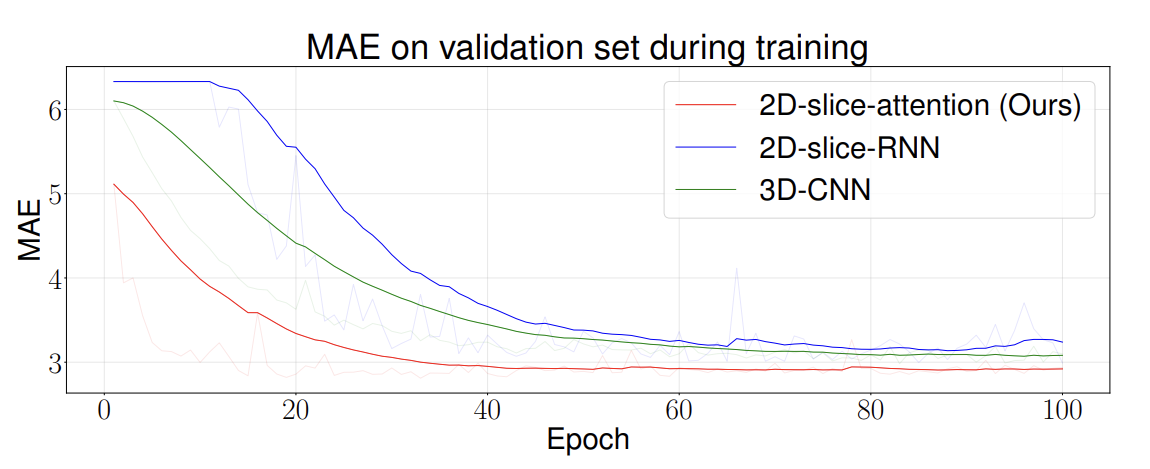 MAE on validation set during training
2D-slice-attention (Ours)
2D-slice-RNN
3D-CNN
MAE
6
5
4
3
0 20 40 60 80 100
Epoch